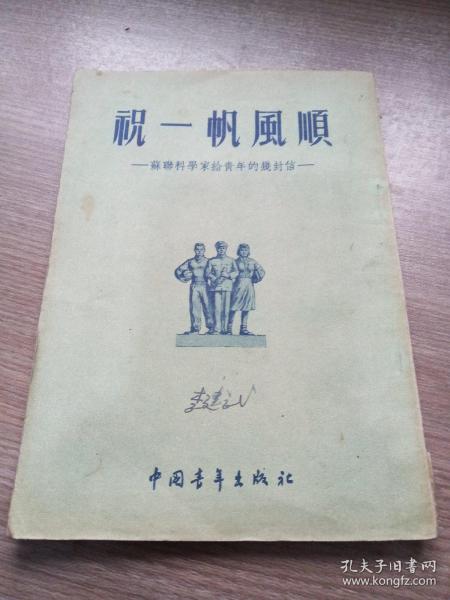 祝一帆風順
—蘇聯科學家給青年的幾封信—
中国青年出版社
孔夫子旧书网
www.kongfz.com